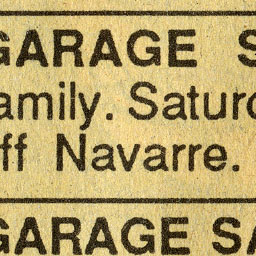 GARAGE S
amily. Saturd
ff Navarre.
GARAGE SA